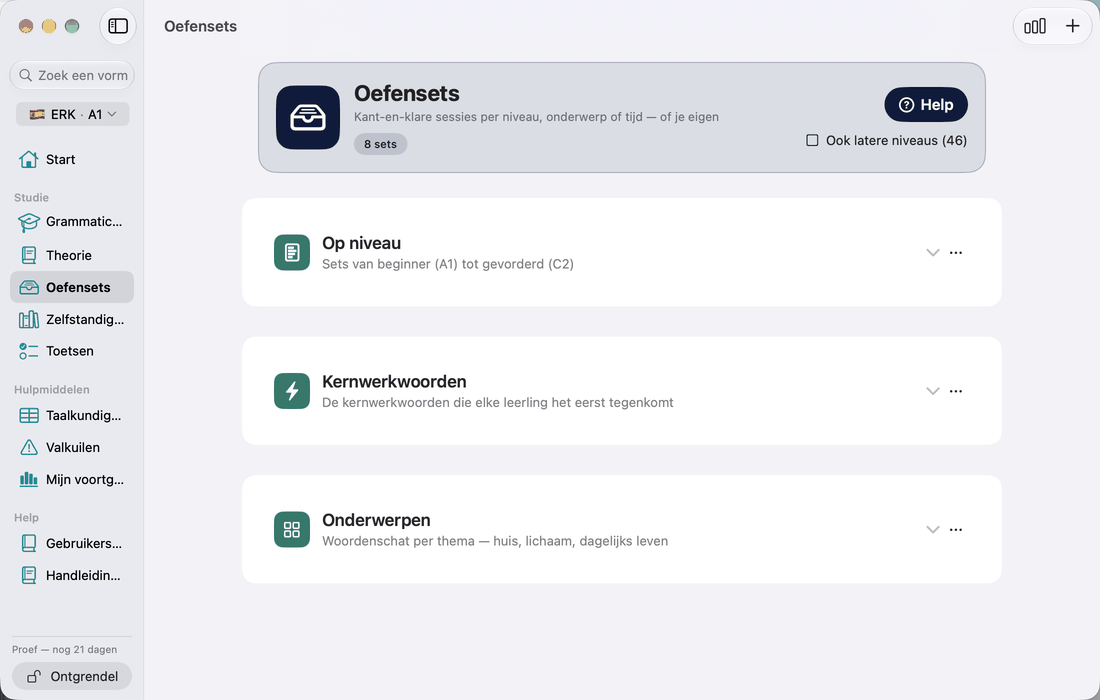 Oefensets
Zoek een vorm
ERK · A1
Start
Studie
Grammatic...
Theorie
Oefensets
Zelfstandig...
Toetsen
Hulpmiddelen
Taalkundig...
Valkuilen
Mijn voortg...
Help
Gebruikers...
Handleidin...
Proef — nog 21 dagen
Ontgrendel
Oefensets
Kant-en-klare sessies per niveau, onderwerp of tijd — of je eigen
8 sets
Help
Ook latere niveaus (46)
Op niveau
Sets van beginner (A1) tot gevorderd (C2)
Kernwerkwoorden
De kernwerkwoorden die elke leerling het eerst tegenkomt
Onderwerpen
Woordenschat per thema — huis, lichaam, dagelijks leven